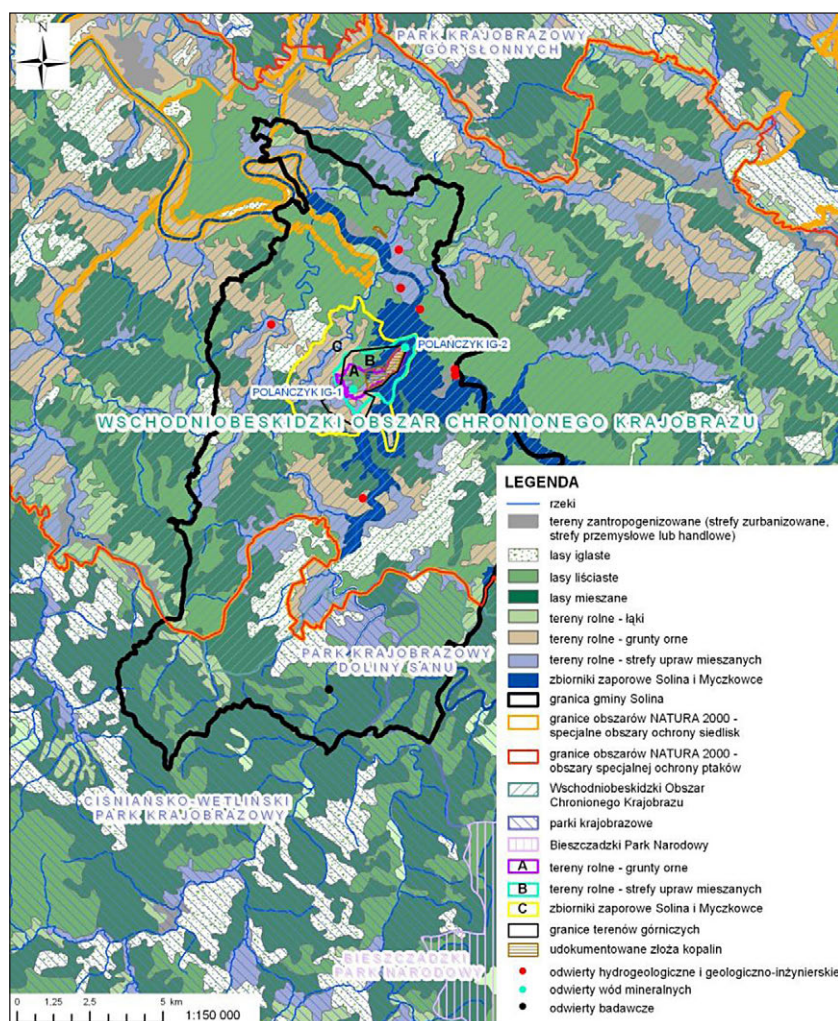 N
PARK KRAJOBRAZOWY
GÓR SŁONNYCH
C
B
A
POLAŃCZYK IG-2
POLAŃCZYK IG-1
WSCHODNIOBESKIDZKI OBSZAR CHRONIONEGO KRAJOBRAZU
PARK KRAJOBRAZOWY
DOLINY SANU
CIŚNIAŃSKO-WETLIŃSKI
PARK KRAJOBRAZOWY
BIESZCZADZKI
PARK NARODOWY
LEGENDA
rzeki
tereny zantropogenizowane (strefy zurbanizowane,
strefy przemysłowe lub handlowe)
lasy iglaste
lasy liściaste
lasy mieszane
tereny rolne - łąki
tereny rolne - grunty orne
tereny rolne - strefy upraw mieszanych
zbiorniki zaporowe Solina i Myczkowce
granica gminy Solina
granice obszarów NATURA 2000 -
specjalne obszary ochrony siedlisk
granice obszarów NATURA 2000 -
obszary specjalnej ochrony ptaków
Wschodniobeskidzki Obszar
Chronionego Krajobrazu
parki krajobrazowe
Bieszczadzki Park Narodowy
A tereny rolne - grunty orne
B tereny rolne - strefy upraw mieszanych
C zbiorniki zaporowe Solina i Myczkowce
granice terenów górniczych
udokumentowane złoża kopalin
odwierty hydrogeologiczne i geologiczno-inżynierskie
odwierty wód mineralnych
odwierty badawcze
0 1,25 2,5 5 km
1:150 000